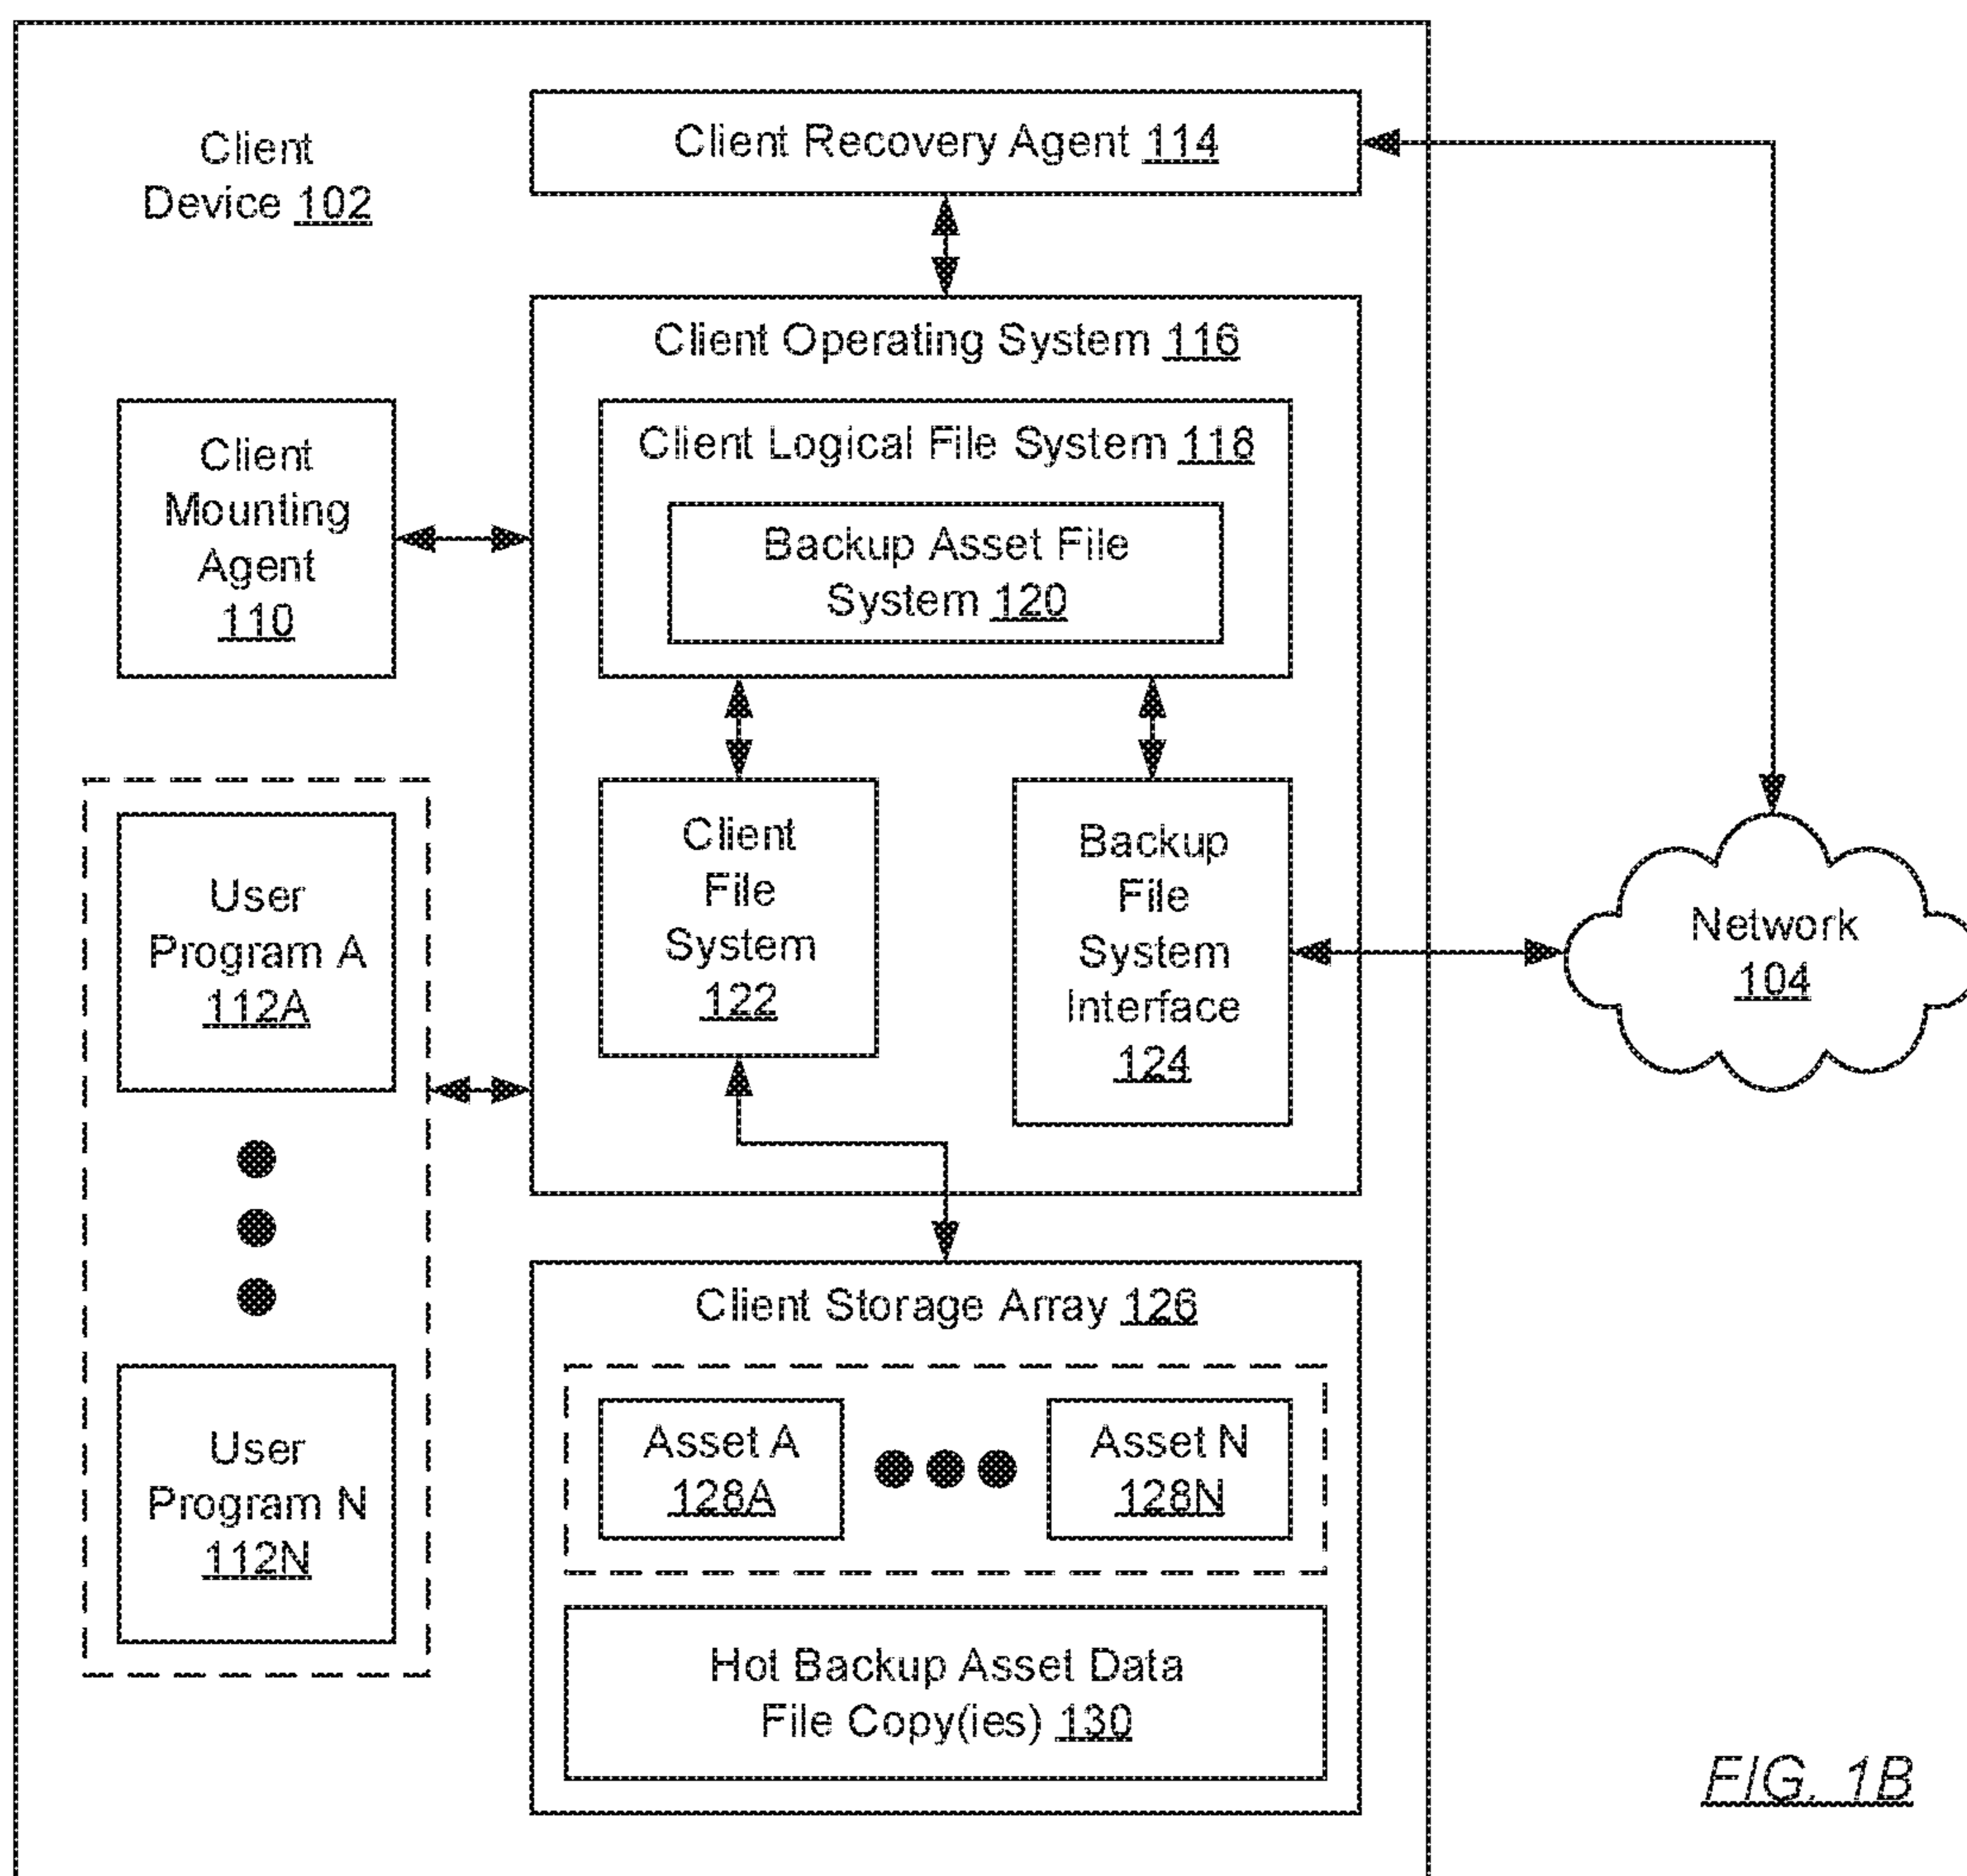 Client
Device 102
Client Recovery Agent 114
Client Operating System 116
Client Logical File System 118
Backup Asset File
System 120
Client
Mounting
Agent
110
Client
File
System
122
Backup
File
System
Interface
124
Network
104
User
Program A
112A
User
Program N
112N
Client Storage Array 126
Asset A
128A
Asset N
128N
Hot Backup Asset Data
File Copy(ies) 130
FIG. 1B